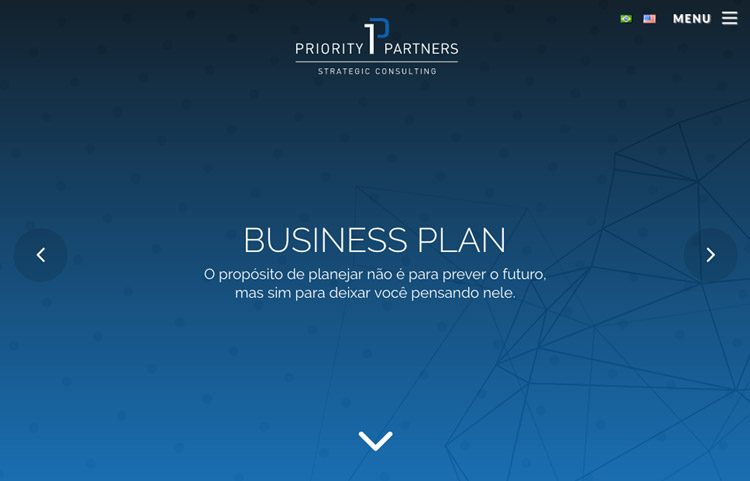 MENU
PRIORITY PARTNERS
STRATEGIC CONSULTING
BUSINESS PLAN
O propósito de planejar não é para prever o futuro,
mas sim para deixar você pensando nele.